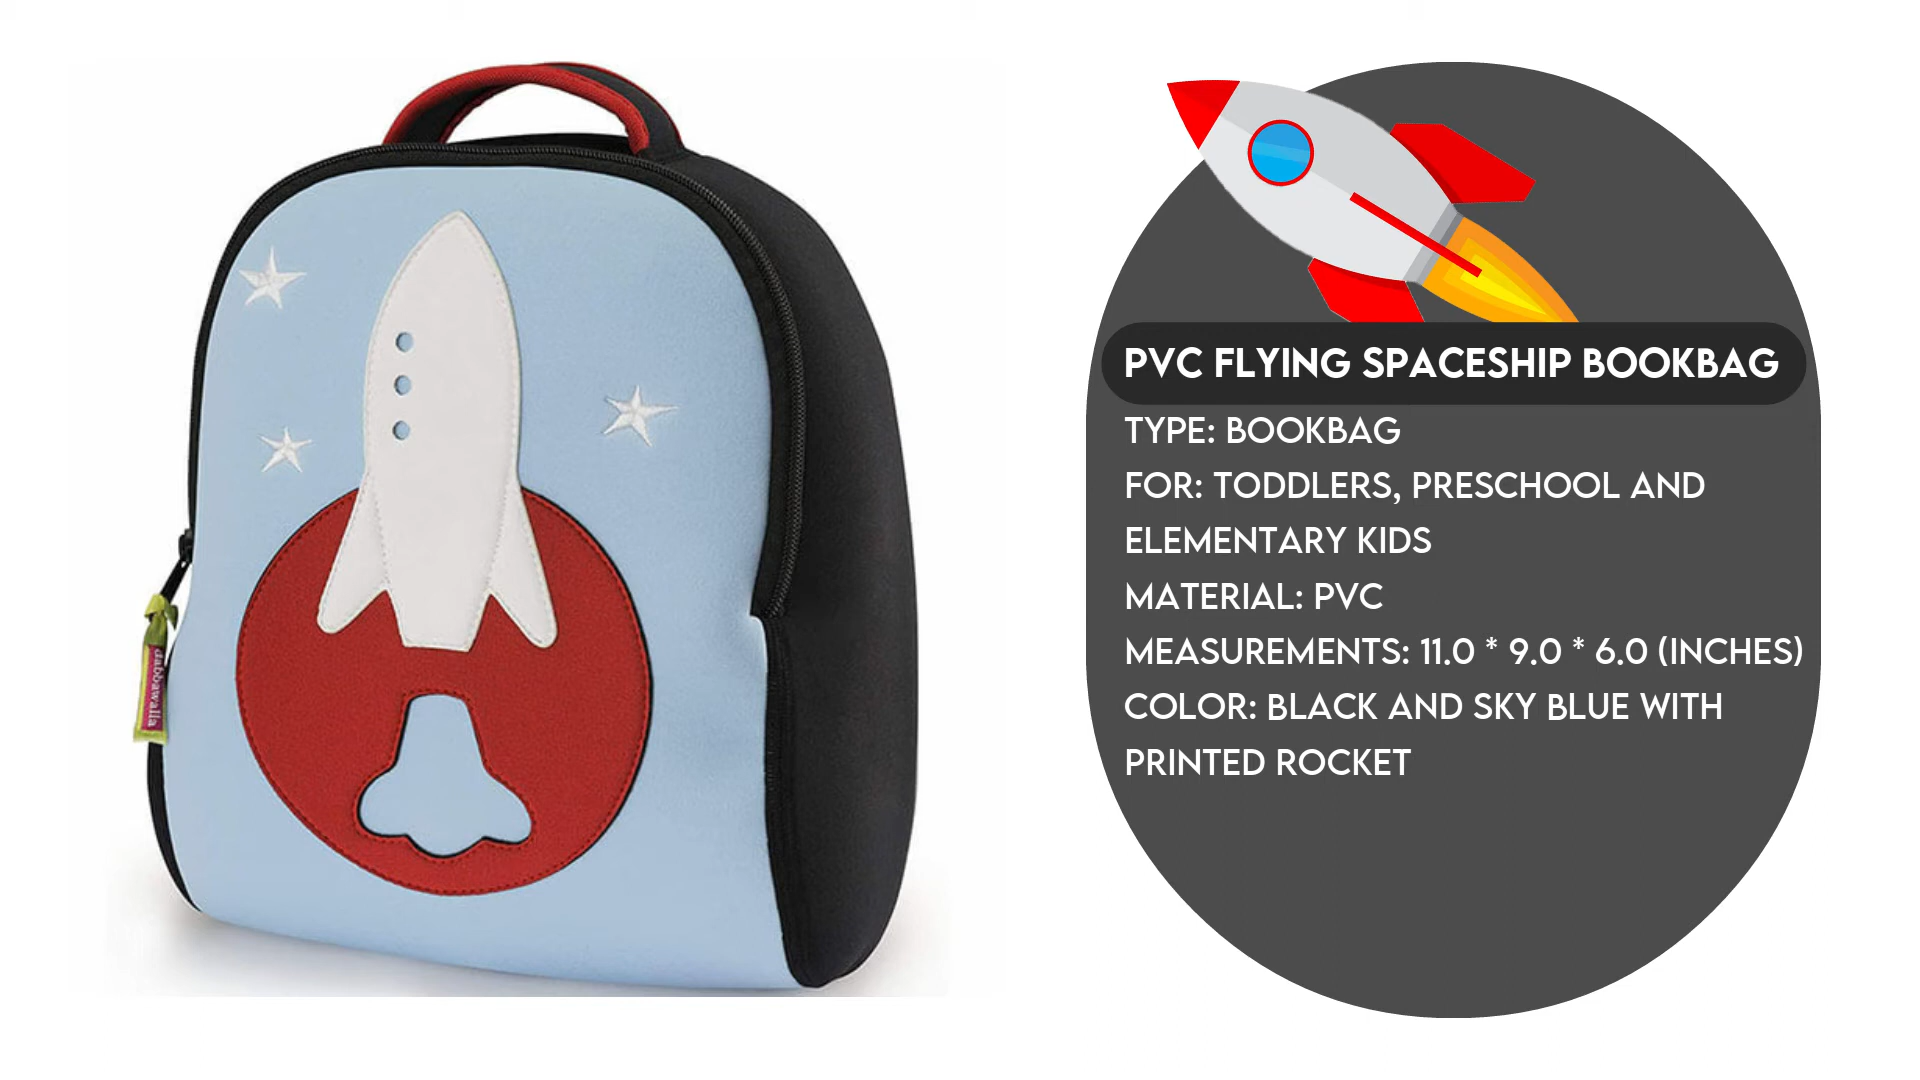 PVC FLYING SPACESHIP BOOKBAG
TYPE: BOOKBAG
FOR: TODDLERS, PRESCHOOL AND
ELEMENTARY KIDS
MATERIAL: PVC
MEASUREMENTS: 11.0 * 9.0 * 6.0 (INCHES)
COLOR: BLACK AND SKY BLUE WITH
PRINTED ROCKET
dabbawalla